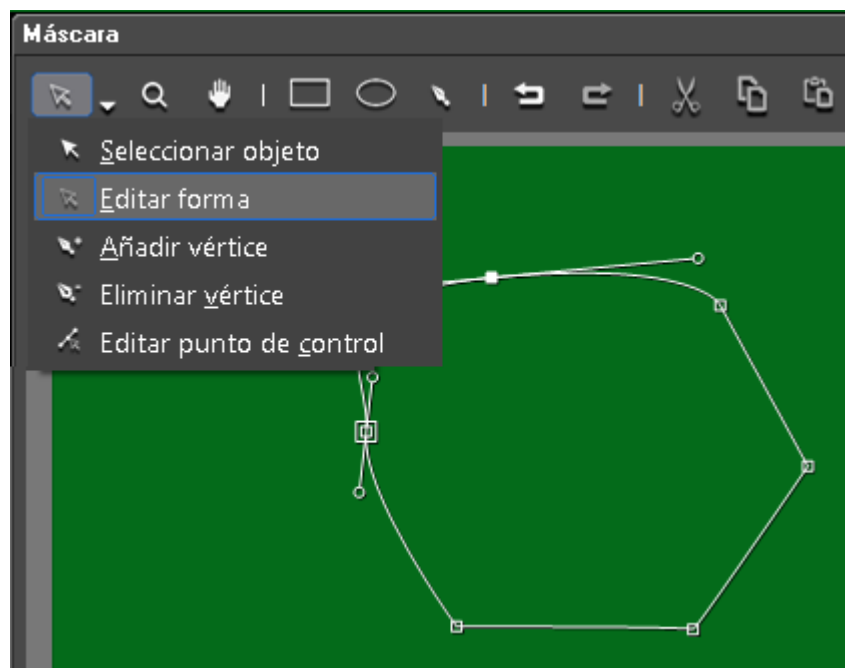 Máscara
Seleccionar objeto
Editar forma
Añadir vértice
Eliminar vértice
Editar punto de control